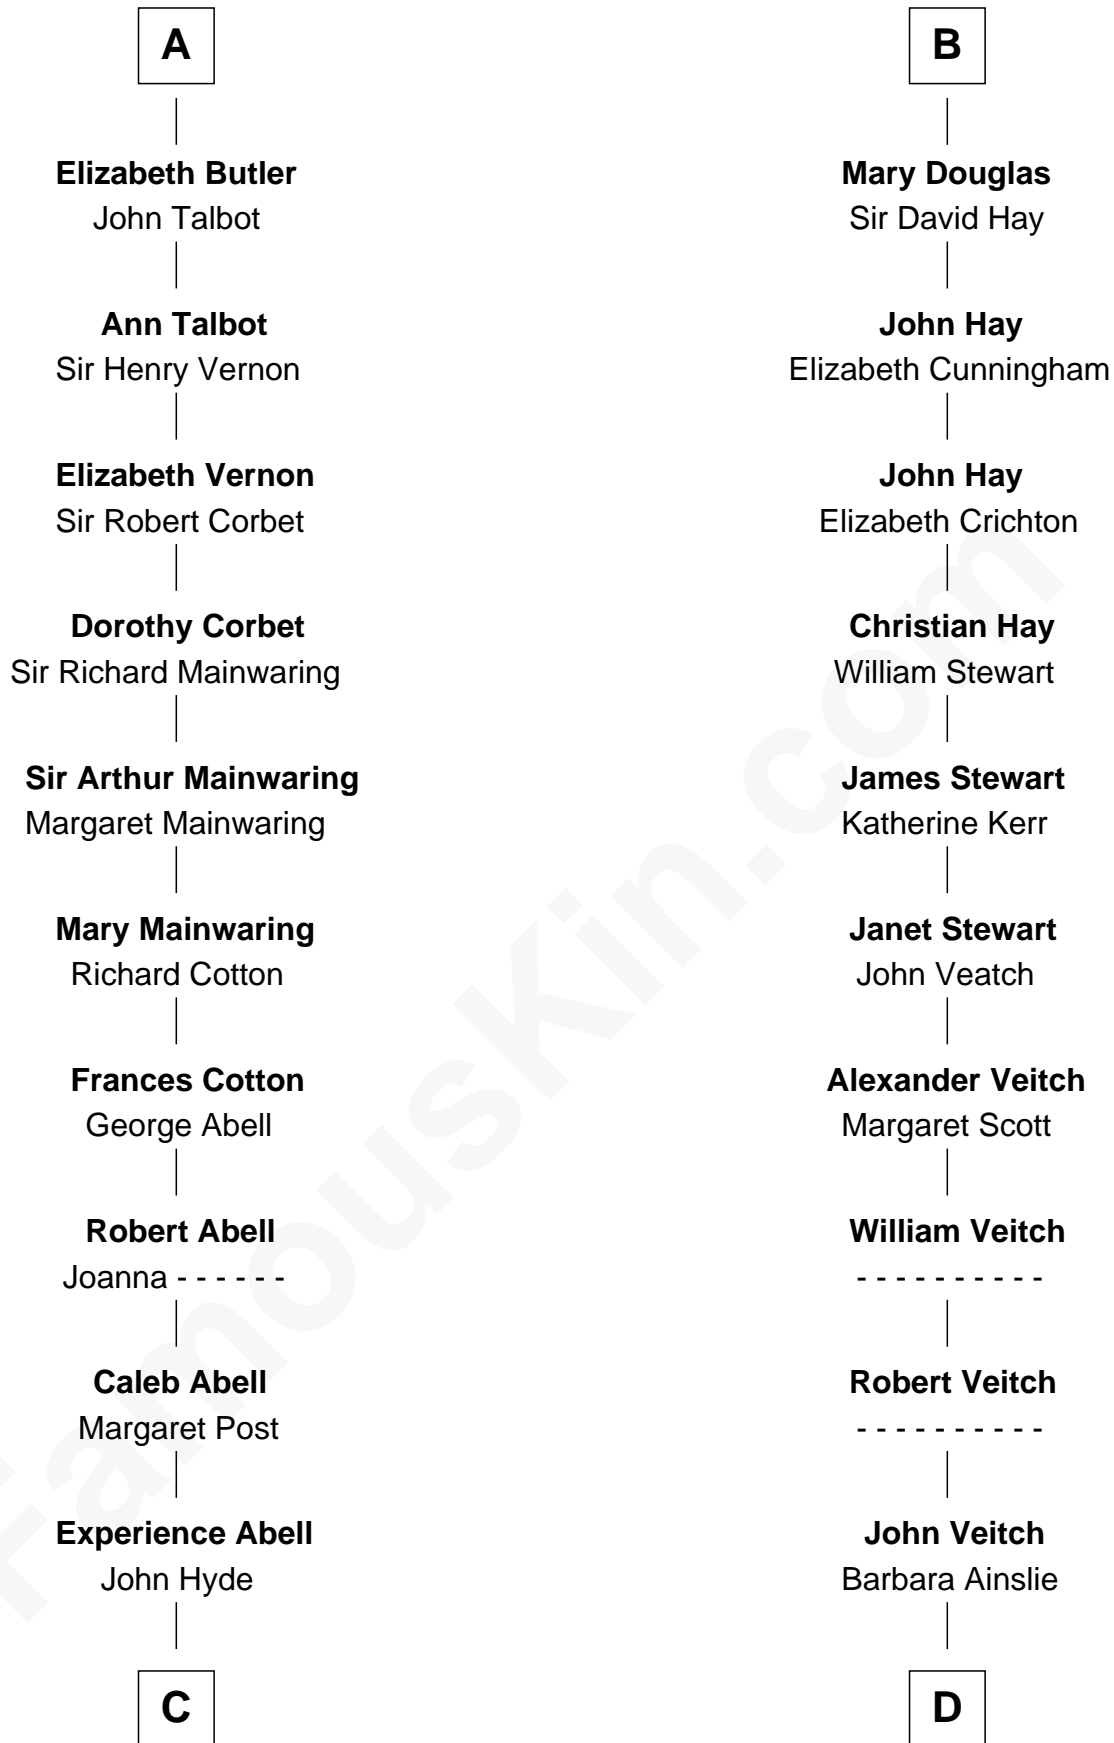 A
Elizabeth Butler
John Talbot
Ann Talbot
Sir Henry Vernon
Elizabeth Vernon
Sir Robert Corbet
Dorothy Corbet
Sir Richard Mainwaring
Sir Arthur Mainwaring
Margaret Mainwaring
Mary Mainwaring
Richard Cotton
Frances Cotton
George Abell
Robert Abell
Joanna - - - - - -
Caleb Abell
Margaret Post
Experience Abell
John Hyde
C
B
Mary Douglas
Sir David Hay
John Hay
Elizabeth Cunningham
John Hay
Elizabeth Crichton
Christian Hay
William Stewart
James Stewart
Katherine Kerr
Janet Stewart
John Veatch
Alexander Veitch
Margaret Scott
William Veitch
- - - - - - - - - -
Robert Veitch
- - - - - - - - - -
John Veitch
Barbara Ainslie
D
FamousKin.com